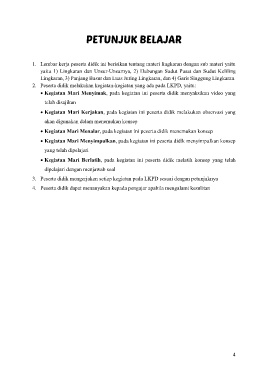 PETUNJUK BELAJAR
1. Lembar kerja peserta didik ini berisikan tentang materi lingkaran dengan sub materi yaitu
yaitu 1) Lingkaran dan Unsur-Unsurnya, 2) Hubungan Sudut Pusat dan Sudut Keliling
Lingkaran, 3) Panjang Busur dan Luas Juring Lingkaran, dan 4) Garis Singgung Lingkaran.
2. Peserta didik melakukan kegiatan-kegiatan yang ada pada LKPD, yaitu:
• Kegiatan Mari Menyimak, pada kegiatan ini peserta didik menyaksikan video yang
telah disajikan
• Kegiatan Mari Kerjakan, pada kegiatan ini peserta didik melakukan observasi yang
akan digunakan dalam menemukan konsep
• Kegiatan Mari Menalar, pada kegiatan ini peserta didik menemukan konsep
• Kegiatan Mari Menyimpulkan, pada kegiatan ini peserta didik menyimpulkan konsep
yang telah dipelajari
• Kegiatan Mari Berlatih, pada kegiatan ini peserta didik melatih konsep yang telah
dipelajari dengan menjawab soal
3. Peserta didik mengerjakan setiap kegiatan pada LKPD sesuai dengan petunjuknya
4. Peserta didik dapat menanyakan kepada pengajar apabila mengalami kesulitan
4